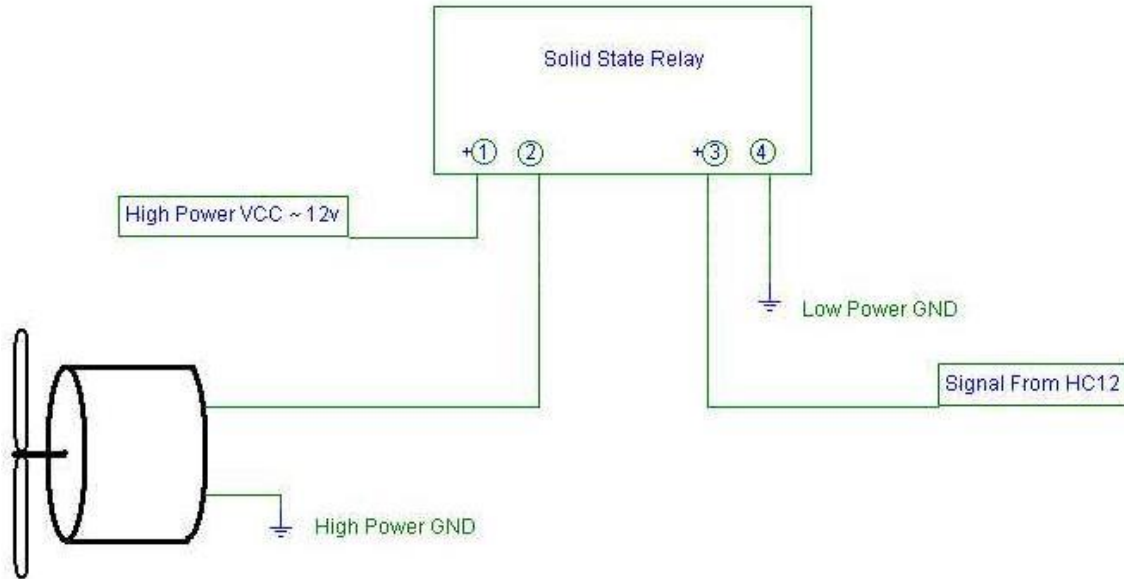 Solid State Relay
+1 2 +3 4
High Power VCC ~ 12v
Low Power GND
Signal From HC12
High Power GND